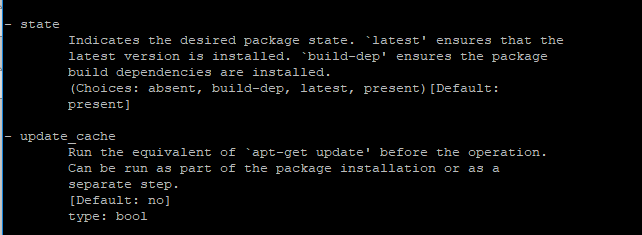 - state
Indicates the desired package state. `latest' ensures that the
latest version is installed. `build-dep' ensures the package
build dependencies are installed.
(Choices: absent, build-dep, latest, present)[Default:
present]
- update_cache
Run the equivalent of `apt-get update' before the operation.
Can be run as part of the package installation or as a
separate step.
[Default: no]
type: bool